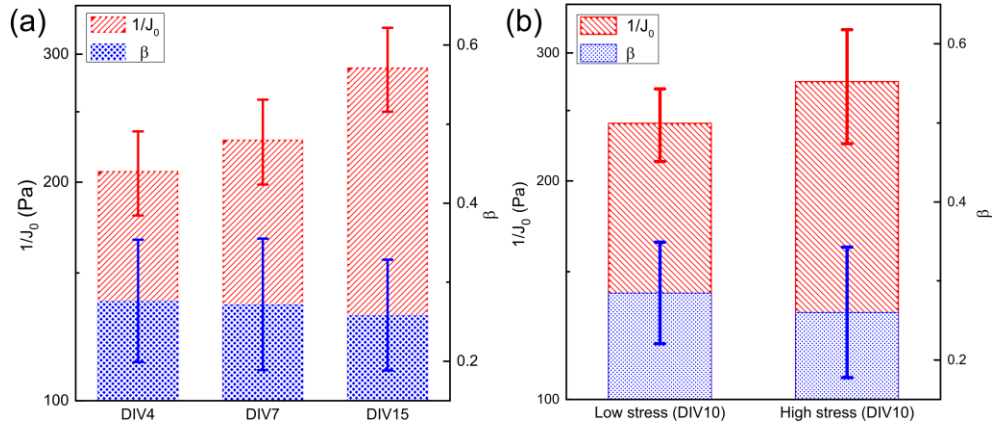 (a)
1/J₀
β
300
200
100
1/J₀ (Pa)
0.6
0.4
0.2
β
DIV4 DIV7 DIV15
(b)
1/J₀
β
300
200
100
1/J₀ (Pa)
0.6
0.4
0.2
β
Low stress (DIV10) High stress (DIV10)